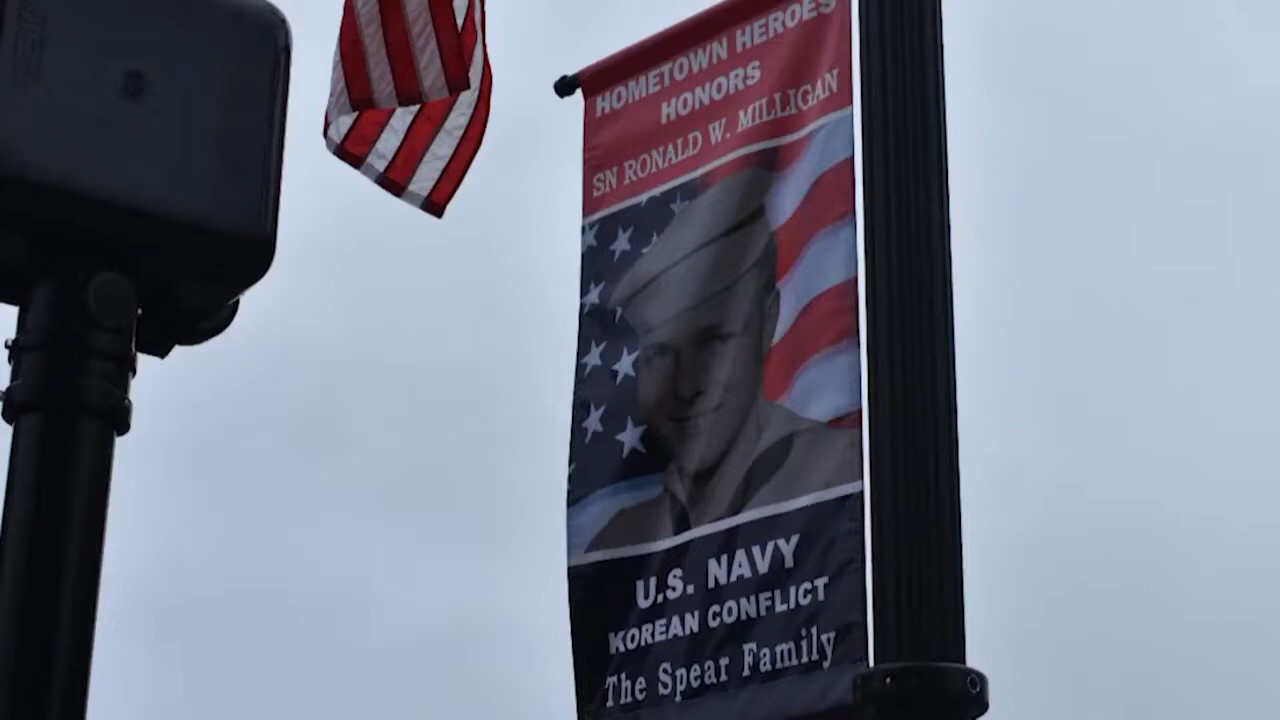 HOMETOWN HEROES
HONORS
SN RONALD W. MILLIGAN
U.S. NAVY
KOREAN CONFLICT
The Spear Family